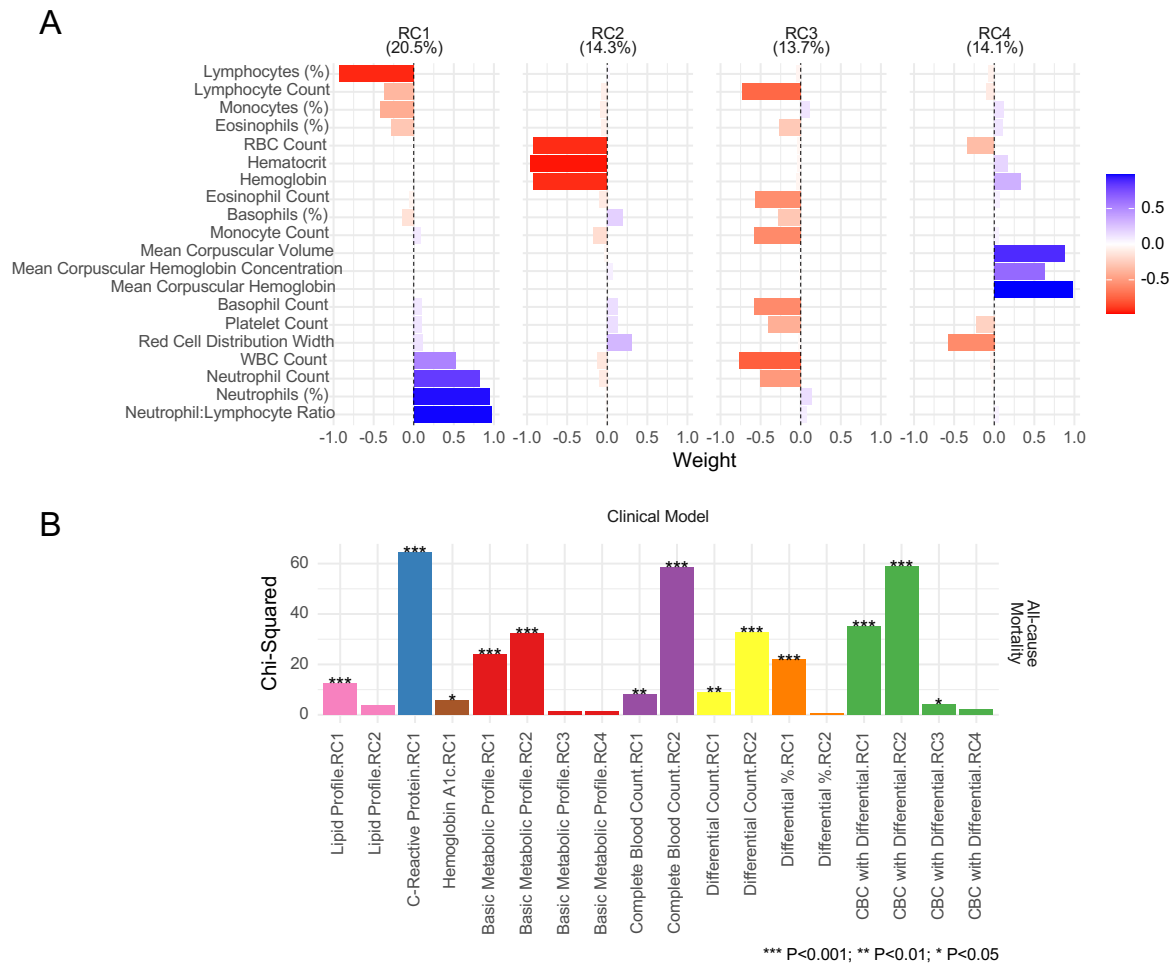 A
RC1
(20.5%)
RC2
(14.3%)
RC3
(13.7%)
RC4
(14.1%)
Lymphocytes (%)
Lymphocyte Count
Monocytes (%)
Eosinophils (%)
RBC Count
Hematocrit
Hemoglobin
Eosinophil Count
Basophils (%)
Monocyte Count
Mean Corpuscular Volume
Mean Corpuscular Hemoglobin Concentration
Mean Corpuscular Hemoglobin
Basophil Count
Platelet Count
Red Cell Distribution Width
WBC Count
Neutrophil Count
Neutrophils (%)
Neutrophil:Lymphocyte Ratio
0.5
0.0
-0.5
-1.0 -0.5 0.0 0.5 1.0 -1.0 -0.5 0.0 0.5 1.0 -1.0 -0.5 0.0 0.5 1.0 -1.0 -0.5 0.0 0.5 1.0
Weight
B
Clinical Model
Chi-Squared
60
40
20
0
*** *** * *** *** ** *** ** *** *** *** *** *
All-cause
Mortality
Lipid Profile.RC1
Lipid Profile.RC2
C-Reactive Protein.RC1
Hemoglobin A1c.RC1
Basic Metabolic Profile.RC1
Basic Metabolic Profile.RC2
Basic Metabolic Profile.RC3
Basic Metabolic Profile.RC4
Complete Blood Count.RC1
Complete Blood Count.RC2
Differential Count.RC1
Differential Count.RC2
Differential %.RC1
Differential %.RC2
CBC with Differential.RC1
CBC with Differential.RC2
CBC with Differential.RC3
CBC with Differential.RC4
*** P<0.001; ** P<0.01; * P<0.05